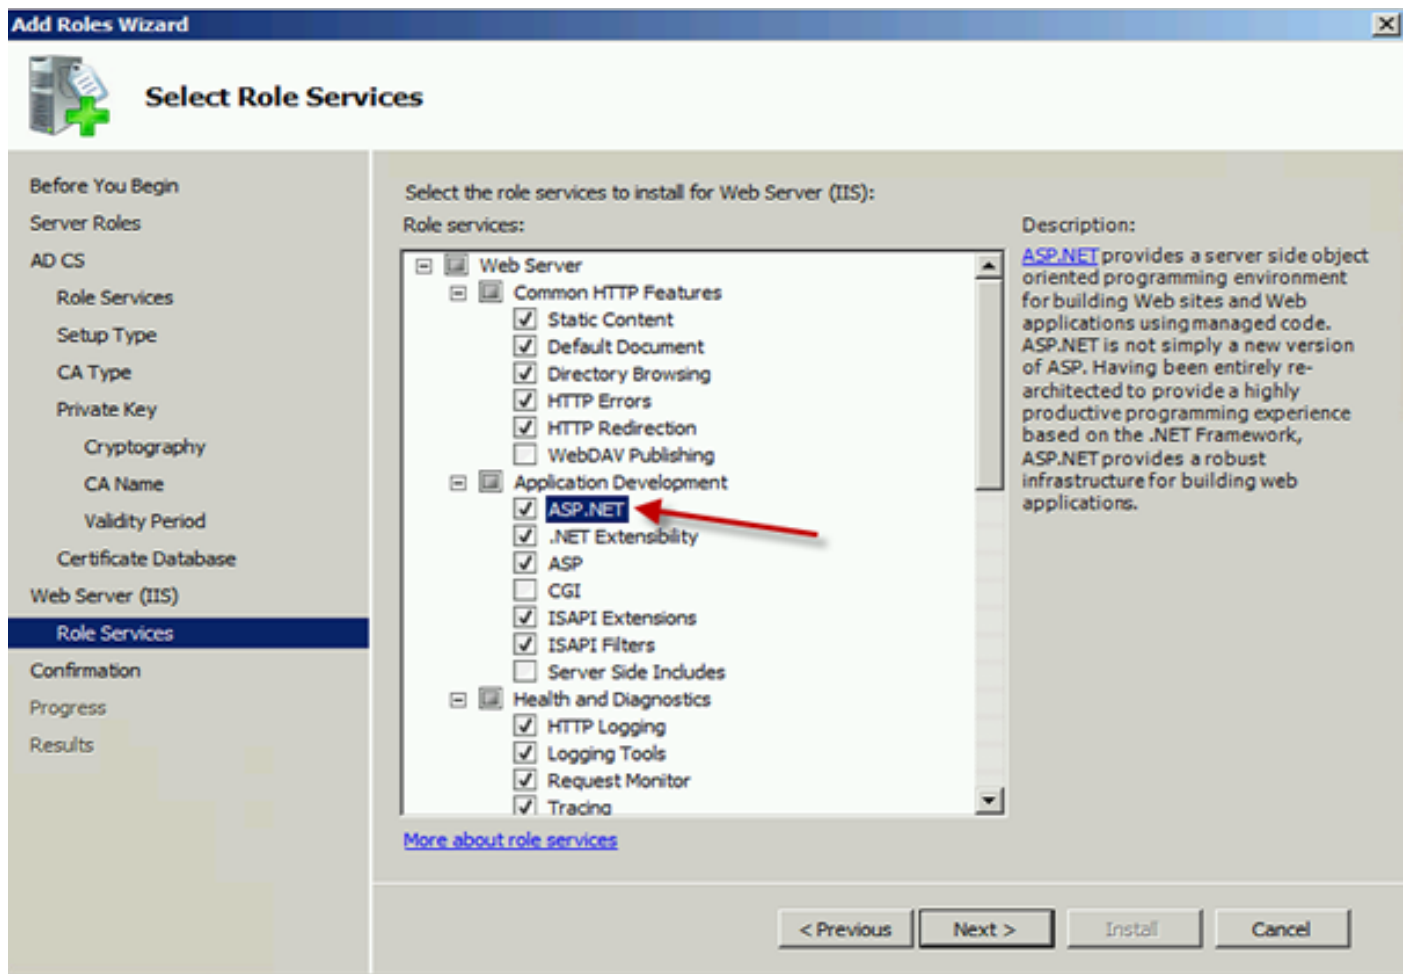 Add Roles Wizard
Select Role Services
Before You Begin
Server Roles
AD CS
Role Services
Setup Type
CA Type
Private Key
Cryptography
CA Name
Validity Period
Certificate Database
Web Server (IIS)
Role Services
Confirmation
Progress
Results
Select the role services to install for Web Server (IIS):
Role services:
Web Server
Common HTTP Features
Static Content
Default Document
Directory Browsing
HTTP Errors
HTTP Redirection
WebDAV Publishing
Application Development
ASP.NET
.NET Extensibility
ASP
CGI
ISAPI Extensions
ISAPI Filters
Server Side Includes
Health and Diagnostics
HTTP Logging
Logging Tools
Request Monitor
Tracing
More about role services
Description:
ASP.NET provides a server side object
oriented programming environment
for building Web sites and Web
applications using managed code.
ASP.NET is not simply a new version
of ASP. Having been entirely re-
architected to provide a highly
productive programming experience
based on the .NET Framework,
ASP.NET provides a robust
infrastructure for building web
applications.
< Previous
Next >
Install
Cancel